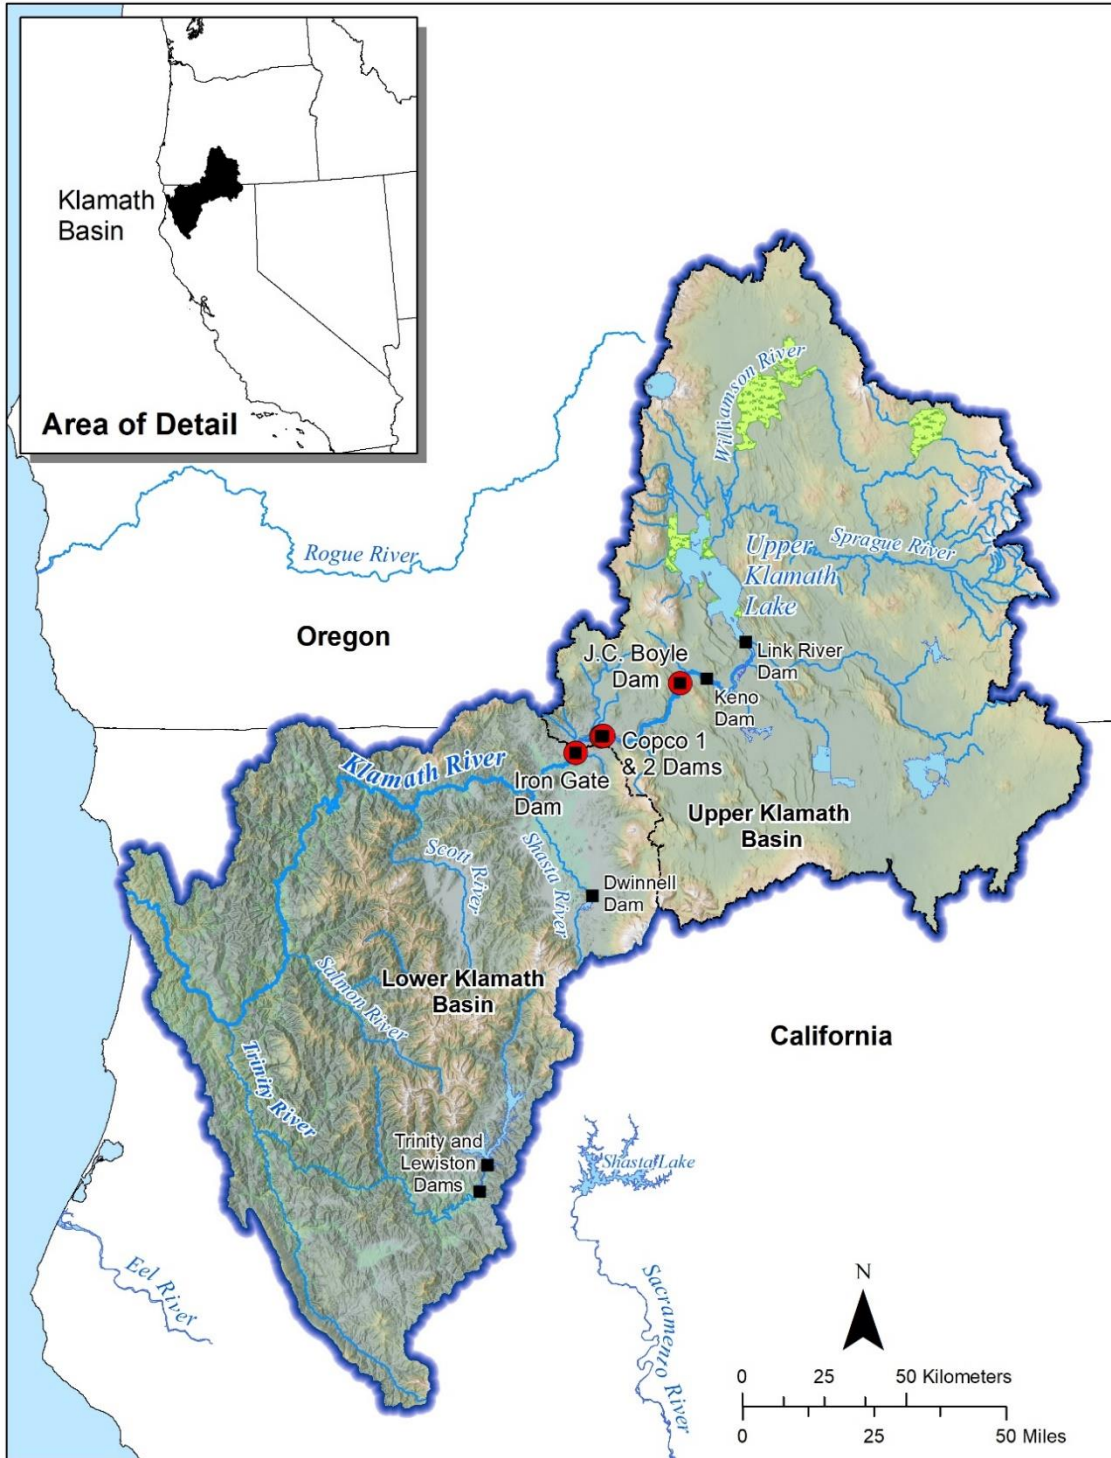 Klamath
Basin
Area of Detail
Williamson River
Rogue River
Sprague River
Upper
Klamath
Lake
Oregon
J.C. Boyle
Dam
Link River
Dam
Keno
Dam
Copco 1
& 2 Dams
Klamath River
Iron Gate
Dam
Upper Klamath
Basin
Scott
River
Shasta River
Dwinnell
Dam
Lower Klamath
Basin
Salmon River
California
Trinity River
Trinity and
Lewiston
Dams
Shasta Lake
Eel River
Sacramenro River
N
0 25 50 Kilometers
0 25 50 Miles